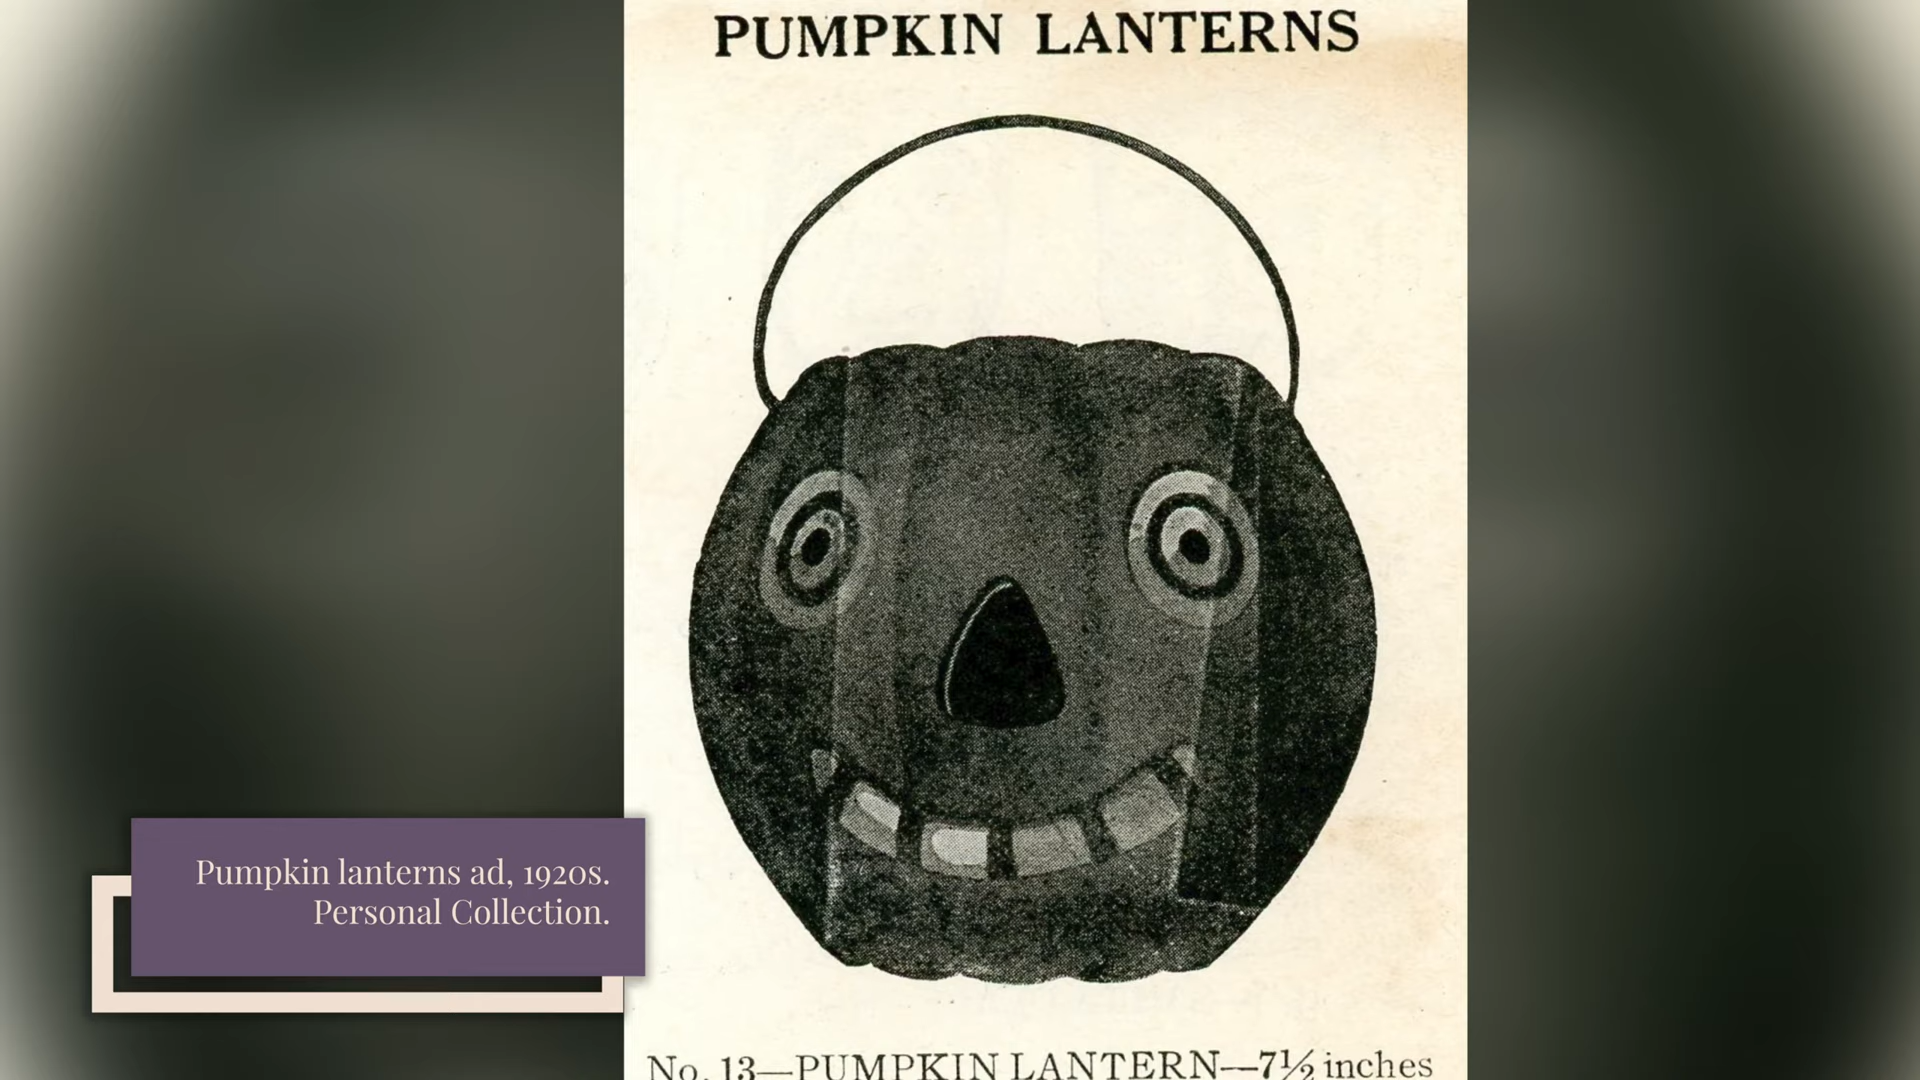 PUMPKIN LANTERNS
Pumpkin lanterns ad, 1920s.
Personal Collection.
No. 13—PUMPKIN LANTERN—7½ inches